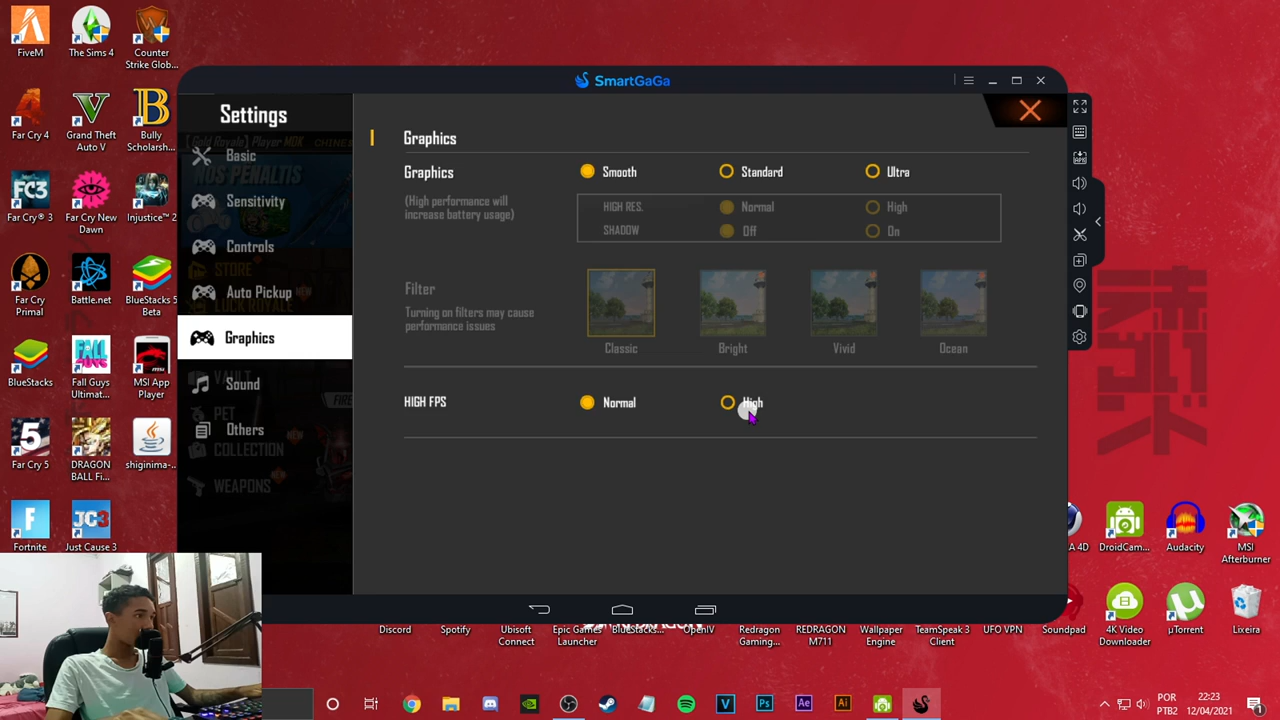 FiveM
The Sims 4
Counter
Strike Glob...
Far Cry 4
Grand Theft
Auto V
Bully
Scholarsh...
Far Cry® 3
Far Cry New
Dawn
Injustice™ 2
Far Cry
Primal
Battle.net
BlueStacks 5
Beta
BlueStacks
Fall Guys
Ultimat...
MSI App
Player
Far Cry 5
DRAGON
BALL Fi...
shiginima-...
Fortnite
Just Cause 3
SmartGaGa
Settings
Basic
Sensitivity
Controls
STORE
Auto Pickup
Graphics
VAULT
Sound
PET
Others
COLLECTION
WEAPONS
Graphics
Graphics
Smooth
Standard
Ultra
(High performance will
increase battery usage)
HIGH RES.
Normal
High
SHADOW
Off
On
Filter
Turning on filters may cause
performance issues
Classic
Bright
Vivid
Ocean
HIGH FPS
Normal
High
DroidCam...
Audacity
MSI
Afterburner
Discord
Spotify
Ubisoft
Connect
Epic Games
Launcher
BlueStacks...
OpenIV
Redragon
Gaming...
REDRAGON
M711
Wallpaper
Engine
TeamSpeak 3
Client
UFO VPN
Soundpad
4K Video
Downloader
µTorrent
Lixeira
POR
PTB2
22:23
12/04/2021